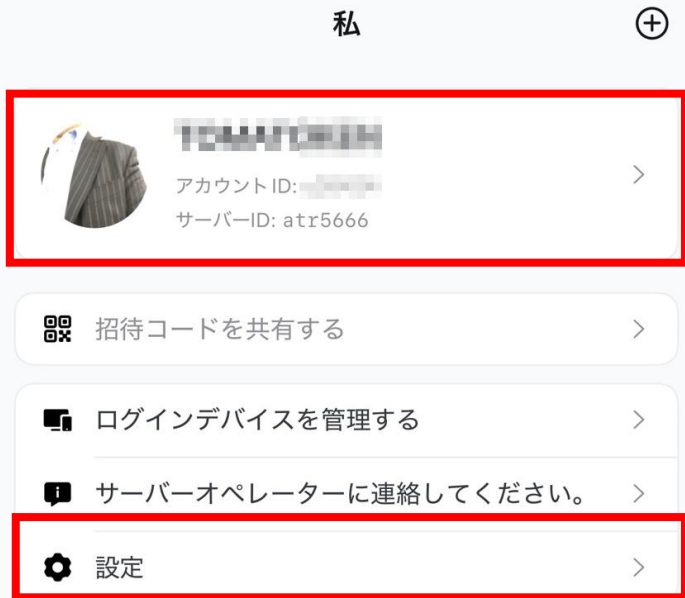 私
アカウント ID:
サーバーID: atr5666
招待コードを共有する
ログインデバイスを管理する
サーバーオペレーターに連絡してください。
設定